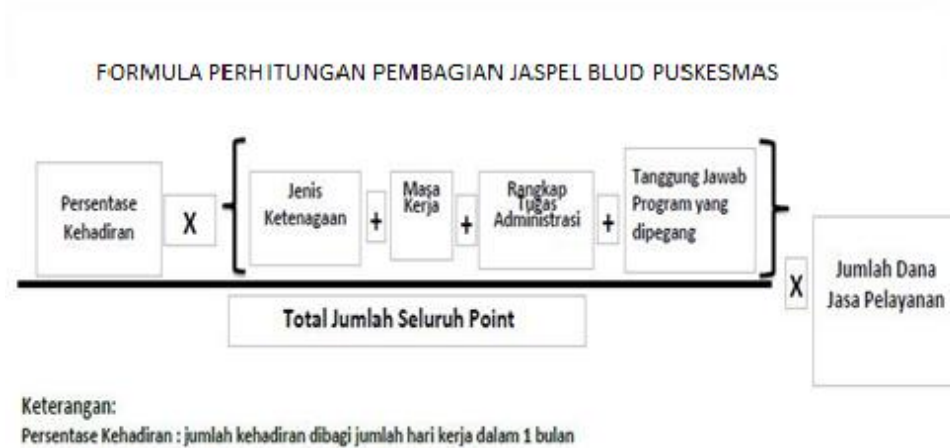 FORMULA PERHITUNGAN PEMBAGIAN JASPEL BLUD PUSKESMAS
Persentase
Kehadiran
X
{
Jenis
Ketenagaan
+
Masa
Kerja
+
Rangkap
Tugas
Administrasi
+
Tanggung Jawab
Program yang
dipegang
}
X
Jumlah Dana
Jasa Pelayanan
Total Jumlah Seluruh Point
Keterangan:
Persentase Kehadiran : jumlah kehadiran dibagi jumlah hari kerja dalam 1 bulan